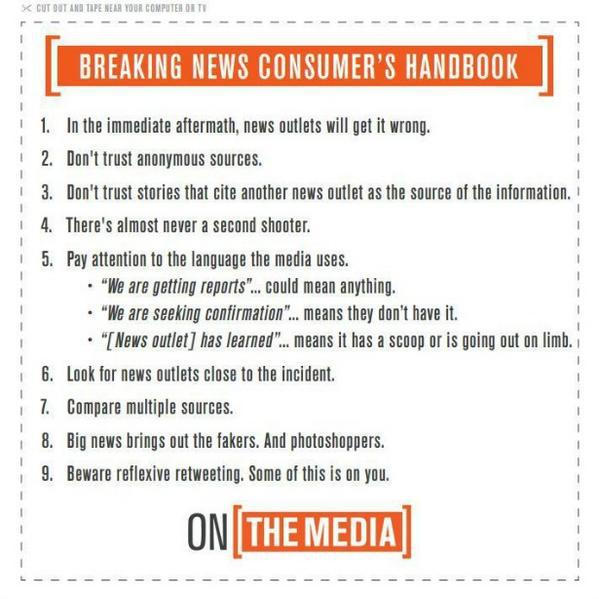 CUT OUT AND TAPE NEAR YOUR COMPUTER OR TV
BREAKING NEWS CONSUMER'S HANDBOOK
1. In the immediate aftermath, news outlets will get it wrong.
2. Don't trust anonymous sources.
3. Don't trust stories that cite another news outlet as the source of the information.
4. There's almost never a second shooter.
5. Pay attention to the language the media uses.
• “We are getting reports”... could mean anything.
• “We are seeking confirmation”... means they don't have it.
• “[News outlet] has learned”... means it has a scoop or is going out on limb.
6. Look for news outlets close to the incident.
7. Compare multiple sources.
8. Big news brings out the fakers. And photoshoppers.
9. Beware reflexive retweeting. Some of this is on you.
ON [THE MEDIA]